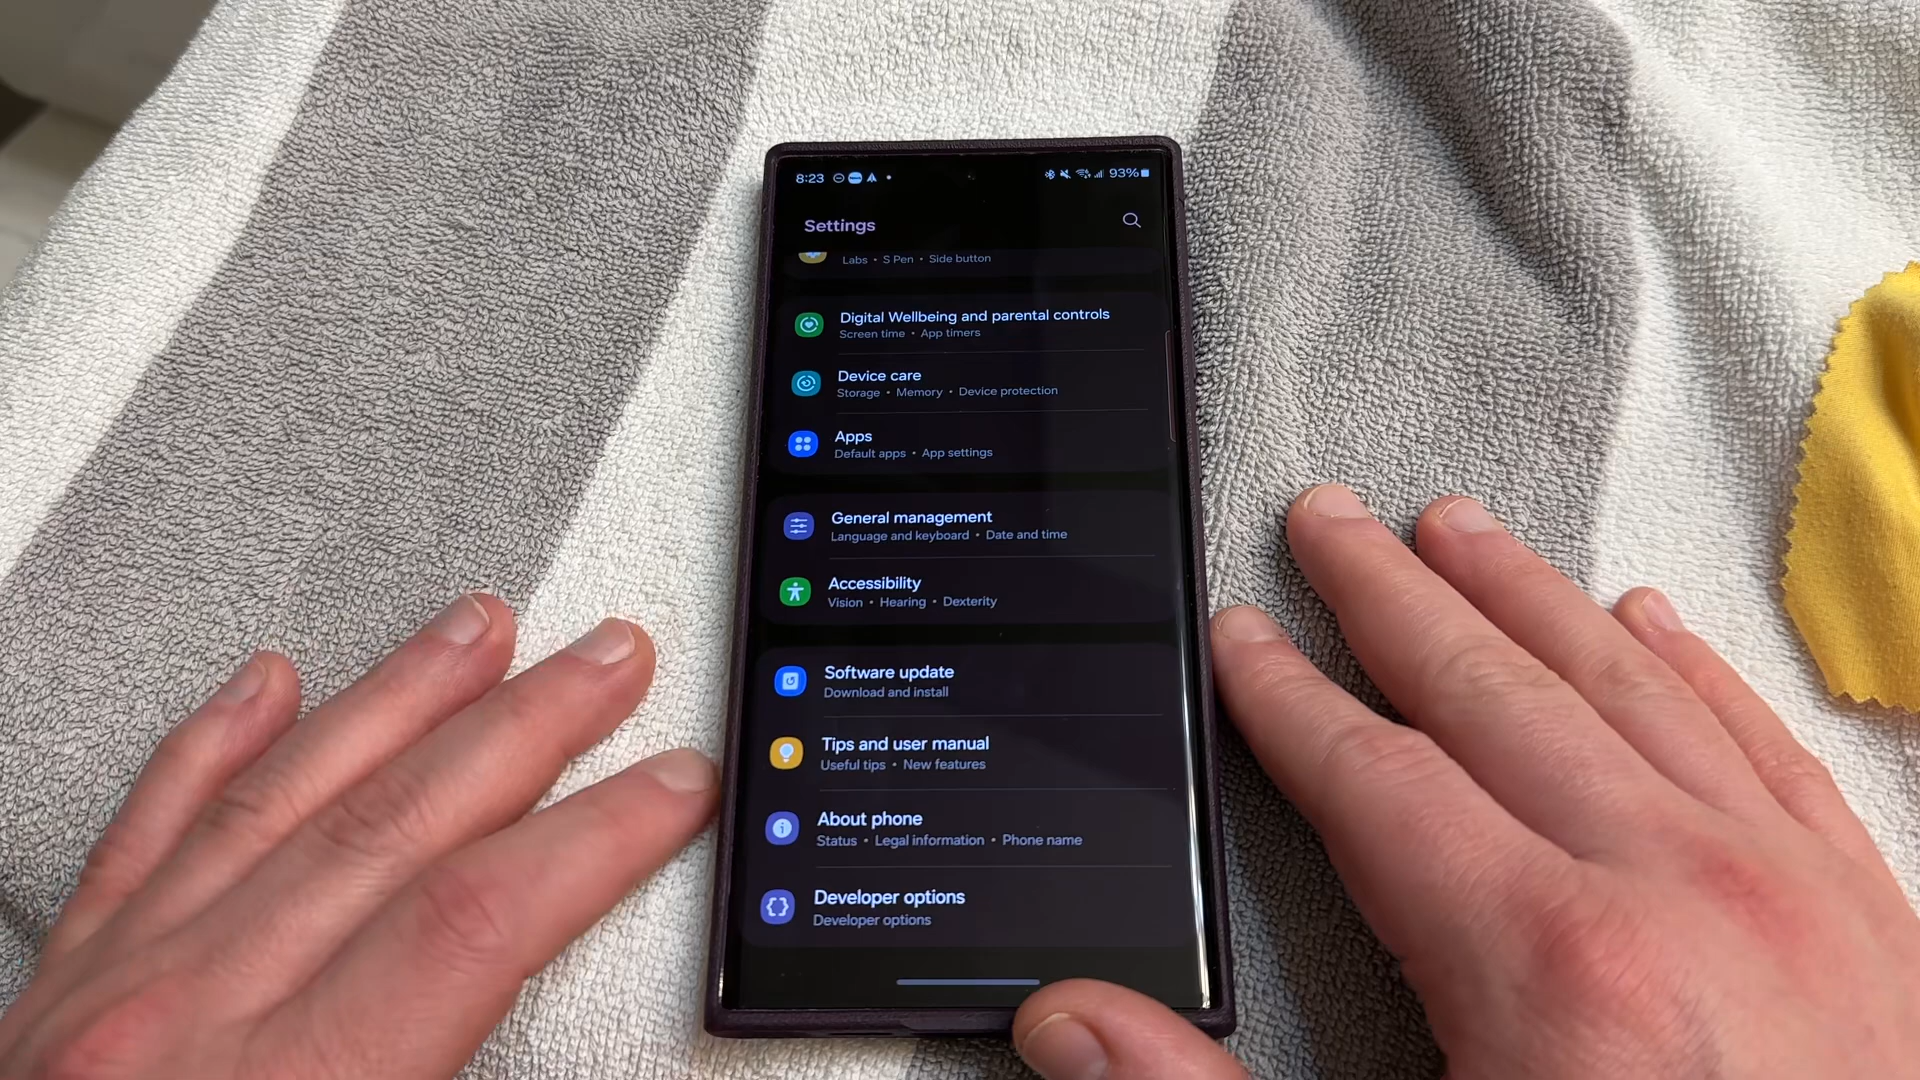 8:23 93%
Settings
Labs • S Pen • Side button
Digital Wellbeing and parental controls
Screen time • App timers
Device care
Storage • Memory • Device protection
Apps
Default apps • App settings
General management
Language and keyboard • Date and time
Accessibility
Vision • Hearing • Dexterity
Software update
Download and install
Tips and user manual
Useful tips • New features
About phone
Status • Legal information • Phone name
Developer options
Developer options